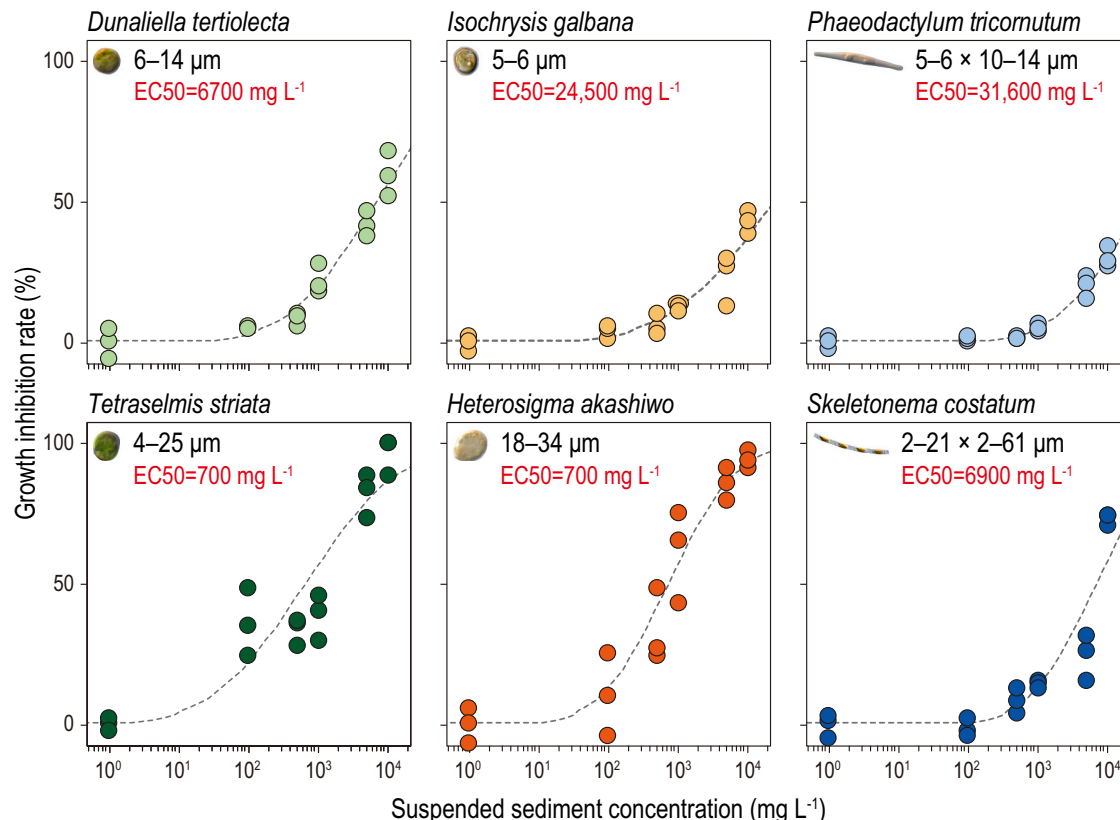 Dunaliella tertiolecta
Isochrysis galbana
Phaeodactylum tricornutum
100
6–14 µm
EC50=6700 mg L⁻¹
5–6 µm
EC50=24,500 mg L⁻¹
5–6 × 10–14 µm
EC50=31,600 mg L⁻¹
50
0
Tetraselmis striata
Heterosigma akashiwo
Skeletonema costatum
100
4–25 µm
EC50=700 mg L⁻¹
18–34 µm
EC50=700 mg L⁻¹
2–21 × 2–61 µm
EC50=6900 mg L⁻¹
50
0
Growth inhibition rate (%)
10⁰ 10¹ 10² 10³ 10⁴
10⁰ 10¹ 10² 10³ 10⁴
10⁰ 10¹ 10² 10³ 10⁴
Suspended sediment concentration (mg L⁻¹)